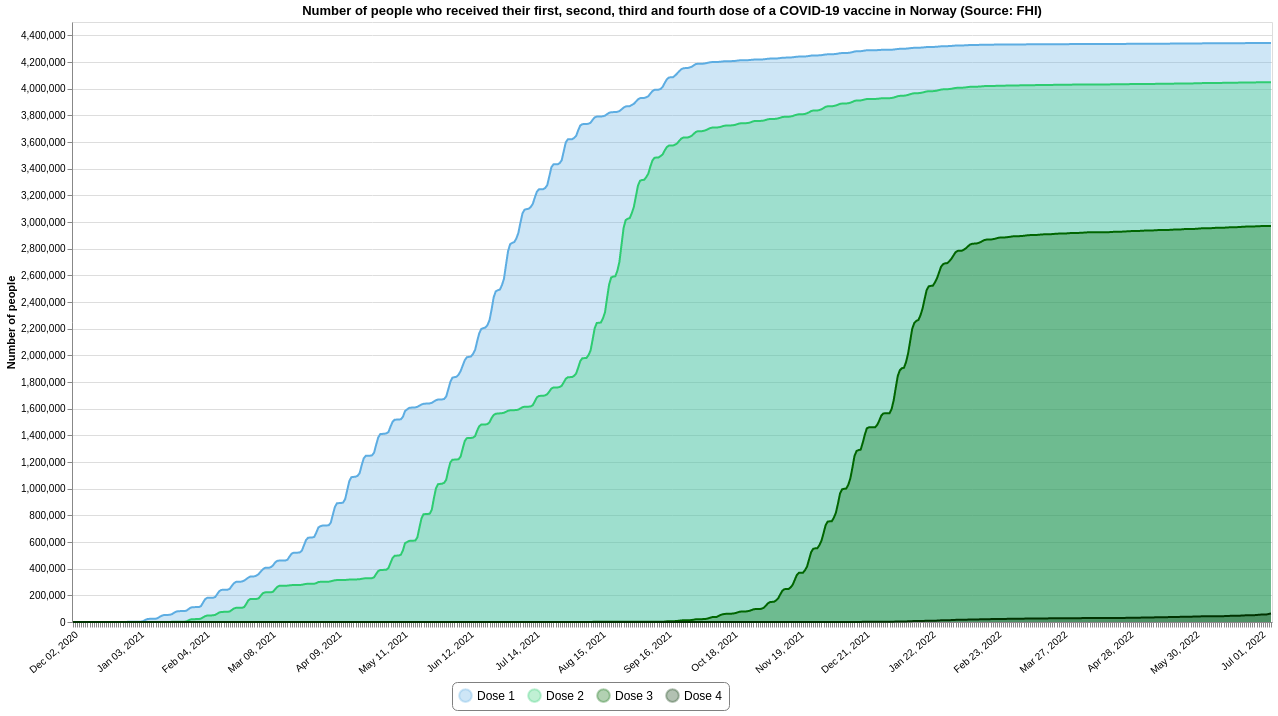 Number of people who received their first, second, third and fourth dose of a COVID-19 vaccine in Norway (Source: FHI)
Number of people
4,400,000
4,200,000
4,000,000
3,800,000
3,600,000
3,400,000
3,200,000
3,000,000
2,800,000
2,600,000
2,400,000
2,200,000
2,000,000
1,800,000
1,600,000
1,400,000
1,200,000
1,000,000
800,000
600,000
400,000
200,000
0
Dec 02, 2020
Jan 03, 2021
Feb 04, 2021
Mar 08, 2021
Apr 09, 2021
May 11, 2021
Jun 12, 2021
Jul 14, 2021
Aug 15, 2021
Sep 16, 2021
Oct 18, 2021
Nov 19, 2021
Dec 21, 2021
Jan 22, 2022
Feb 23, 2022
Mar 27, 2022
Apr 28, 2022
May 30, 2022
Jul 01, 2022
Dose 1 Dose 2 Dose 3 Dose 4